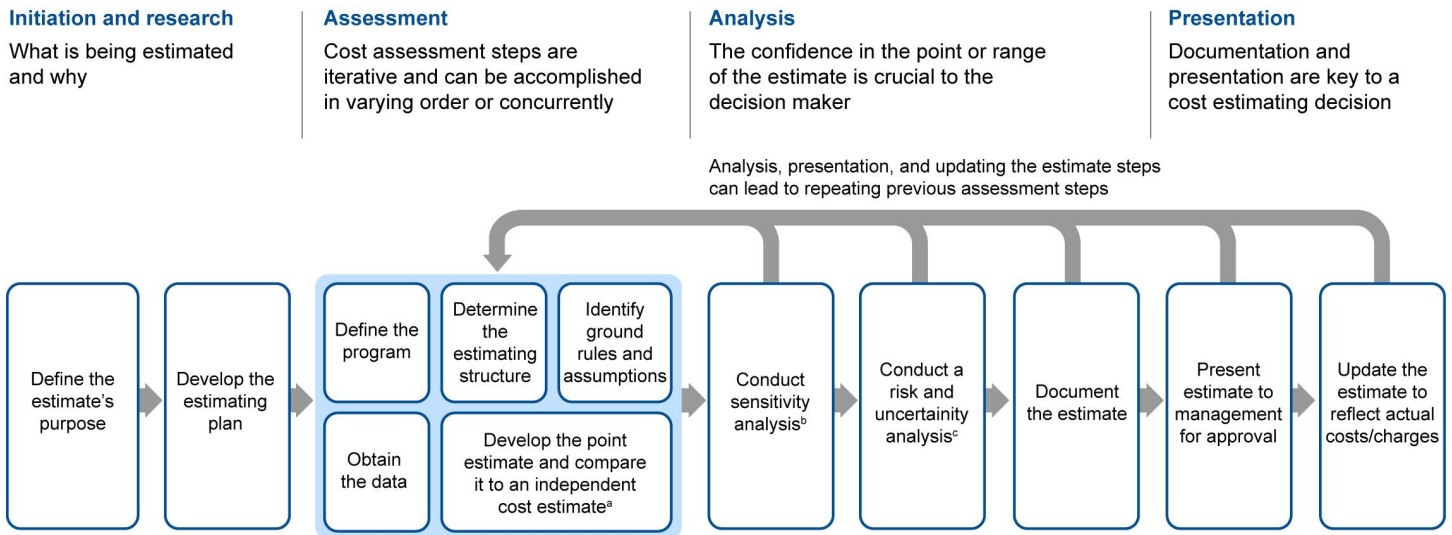 Initiation and research
What is being estimated
and why
Assessment
Cost assessment steps are
iterative and can be accomplished
in varying order or concurrently
Analysis
The confidence in the point or range
of the estimate is crucial to the
decision maker
Presentation
Documentation and
presentation are key to a
cost estimating decision
Analysis, presentation, and updating the estimate steps
can lead to repeating previous assessment steps
Define the
estimate's
purpose
Develop the
estimating
plan
Define the
program
Determine
the
estimating
structure
Identify
ground
rules and
assumptions
Obtain
the data
Develop the point
estimate and compare
it to an independent
cost estimateᵃ
Conduct
sensitivity
analysisᵇ
Conduct a
risk and
uncertainity
analysisᶜ
Document
the estimate
Present
estimate to
management
for approval
Update the
estimate to
reflect actual
costs/charges